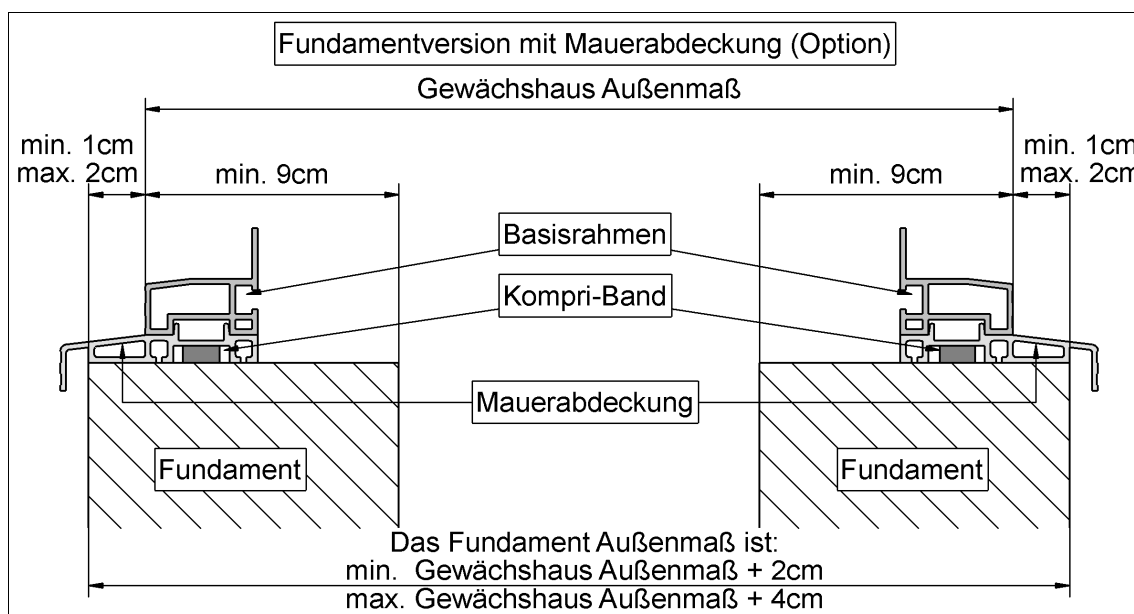 Fundamentversion mit Mauerabdeckung (Option)
Gewächshaus Außenmaß
min. 1cm
max. 2cm
min. 9cm
min. 9cm
min. 1cm
max. 2cm
Basisrahmen
Kompri-Band
Mauerabdeckung
Fundament
Fundament
Das Fundament Außenmaß ist:
min. Gewächshaus Außenmaß + 2cm
max. Gewächshaus Außenmaß + 4cm